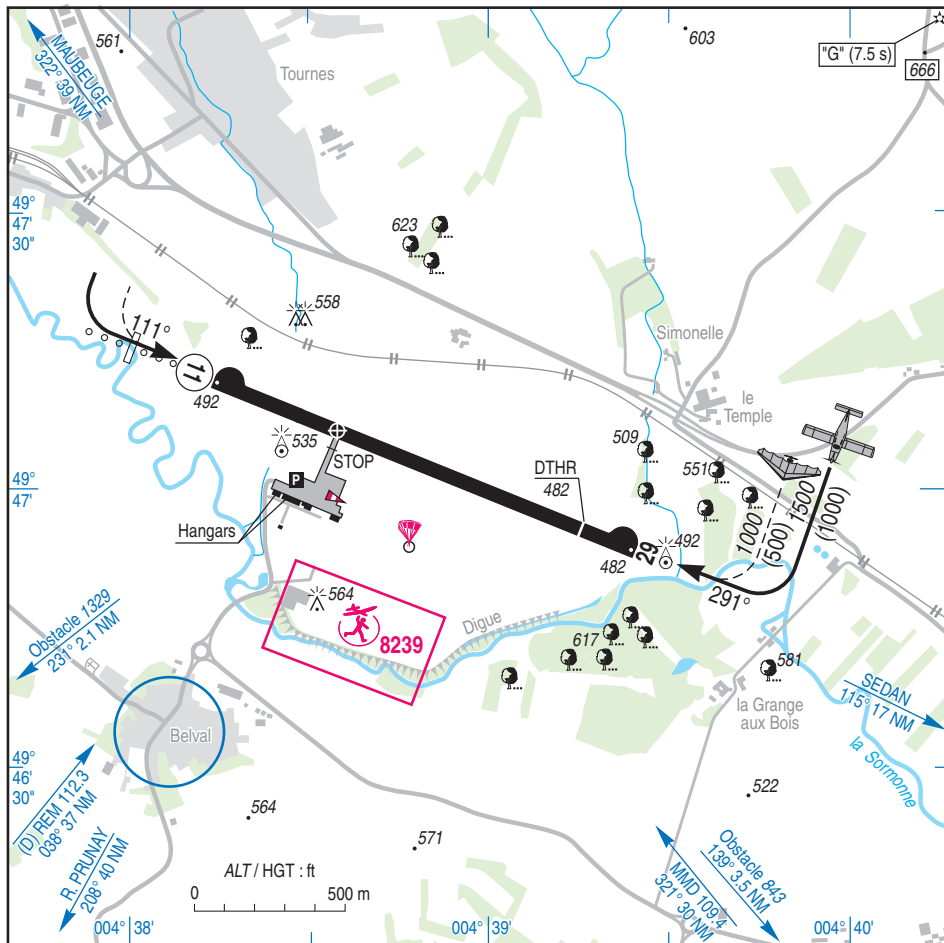 561
603
"G" (7.5 s)
666
MAUBEUGE
322° 39 NM
Tournes
49°
47'
30"
623
558
111°
Simonelle
11
492
le
Temple
535
STOP
509
551
DTHR
482
1000
(500)
1500
(1000)
49°
47'
P
Hangars
29
492
482
291°
564
8239
Digue
617
Obstacle 1329
231° 2.1 NM
581
SEDAN
115° 17 NM
la Grange
aux Bois
Belval
la Sormonne
49°
46'
30"
(D) REM 112.3
038° 37 NM
522
564
571
R. PRUNAY
208° 40 NM
Obstacle 843
139° 3.5 NM
MMD 109.4
321° 30 NM
ALT / HGT : ft
0 500 m
004° 38'
004° 39'
004° 40'